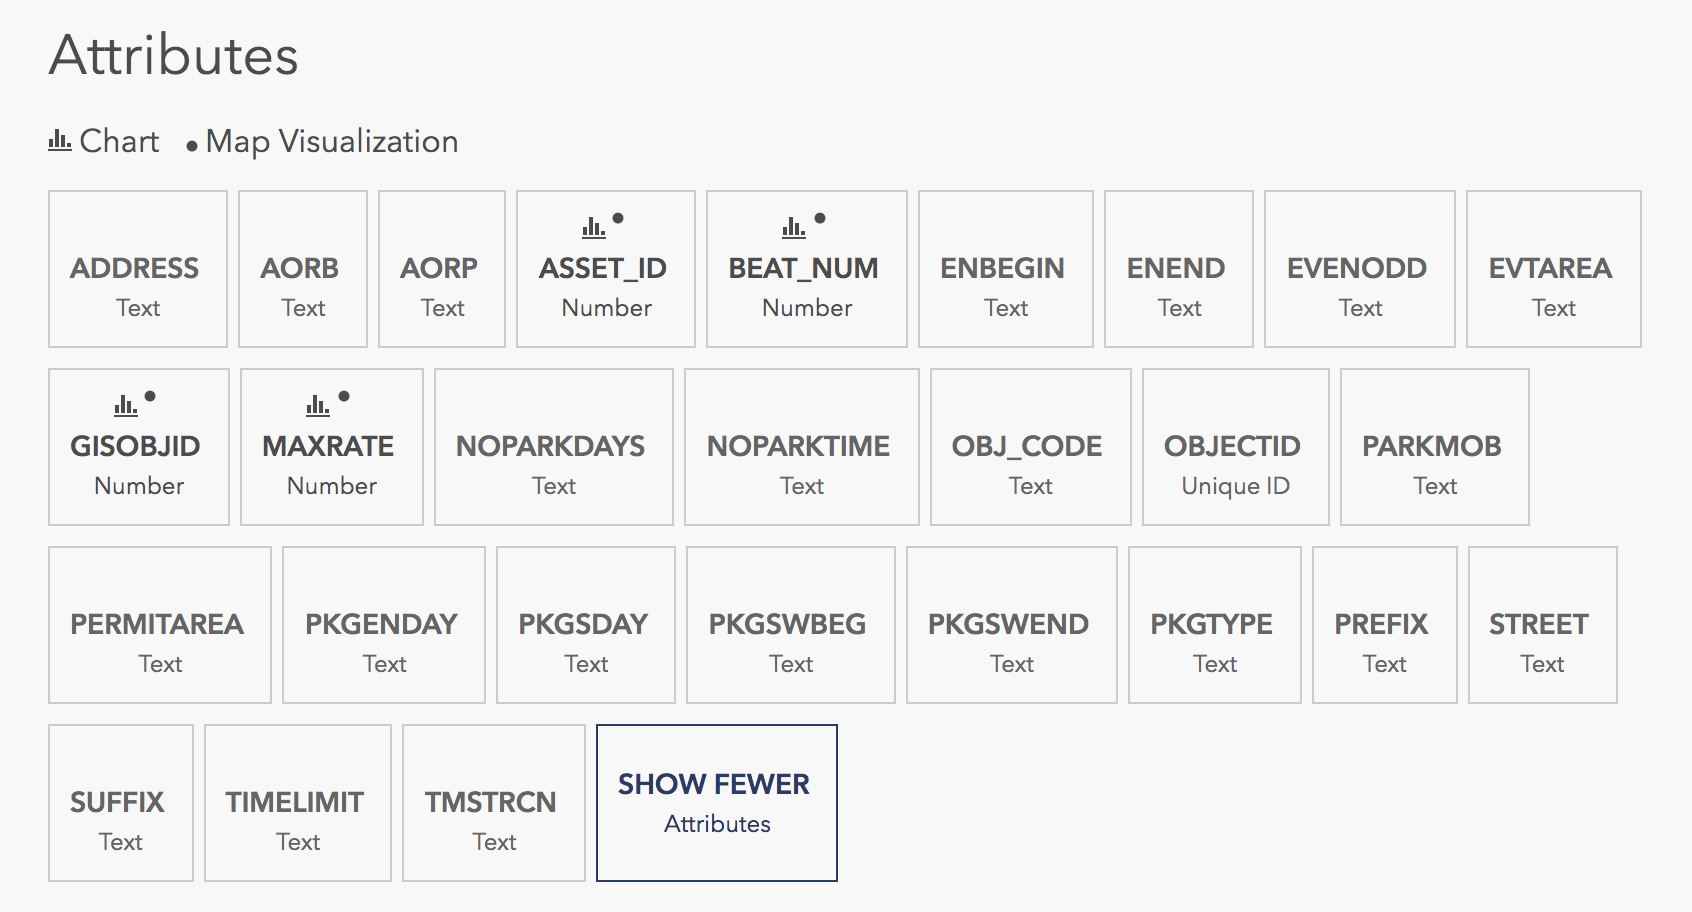 Attributes
Chart Map Visualization
ADDRESS AORB AORP ASSET_ID BEAT_NUM ENBEGIN ENEND EVENODD EVTAREA
Text Text Text Number Number Text Text Text Text
GISOBJID MAXRATE NOPARKDAYS NOPARKTIME OBJ_CODE OBJECTID PARKMOB
Number Number Text Text Text Unique ID Text
PERMITAREA PKGENDAY PKGSDAY PKGSWBEG PKGSWEND PKGTYPE PREFIX STREET
Text Text Text Text Text Text Text Text
SUFFIX TIMELIMIT TMSTRCN SHOW FEWER
Text Text Text Attributes